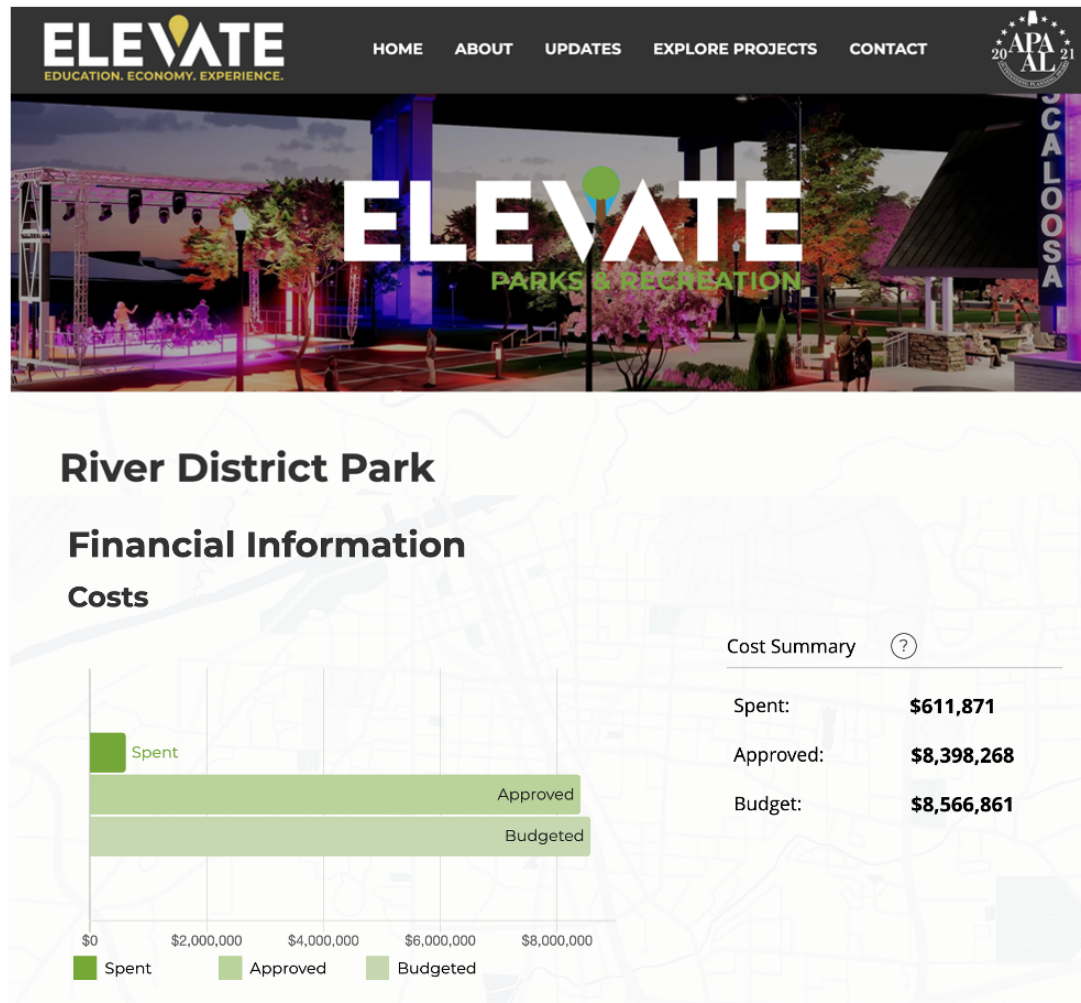 ELEVATE
EDUCATION. ECONOMY. EXPERIENCE.
HOME ABOUT UPDATES EXPLORE PROJECTS CONTACT
20 APA AL 21
SCALOOSA
ELEVATE
PARKS & RECREATION
River District Park
Financial Information
Costs
Cost Summary ?
Spent: $611,871
Approved: $8,398,268
Budget: $8,566,861
Spent
Approved
Budgeted
$0 $2,000,000 $4,000,000 $6,000,000 $8,000,000
Spent Approved Budgeted